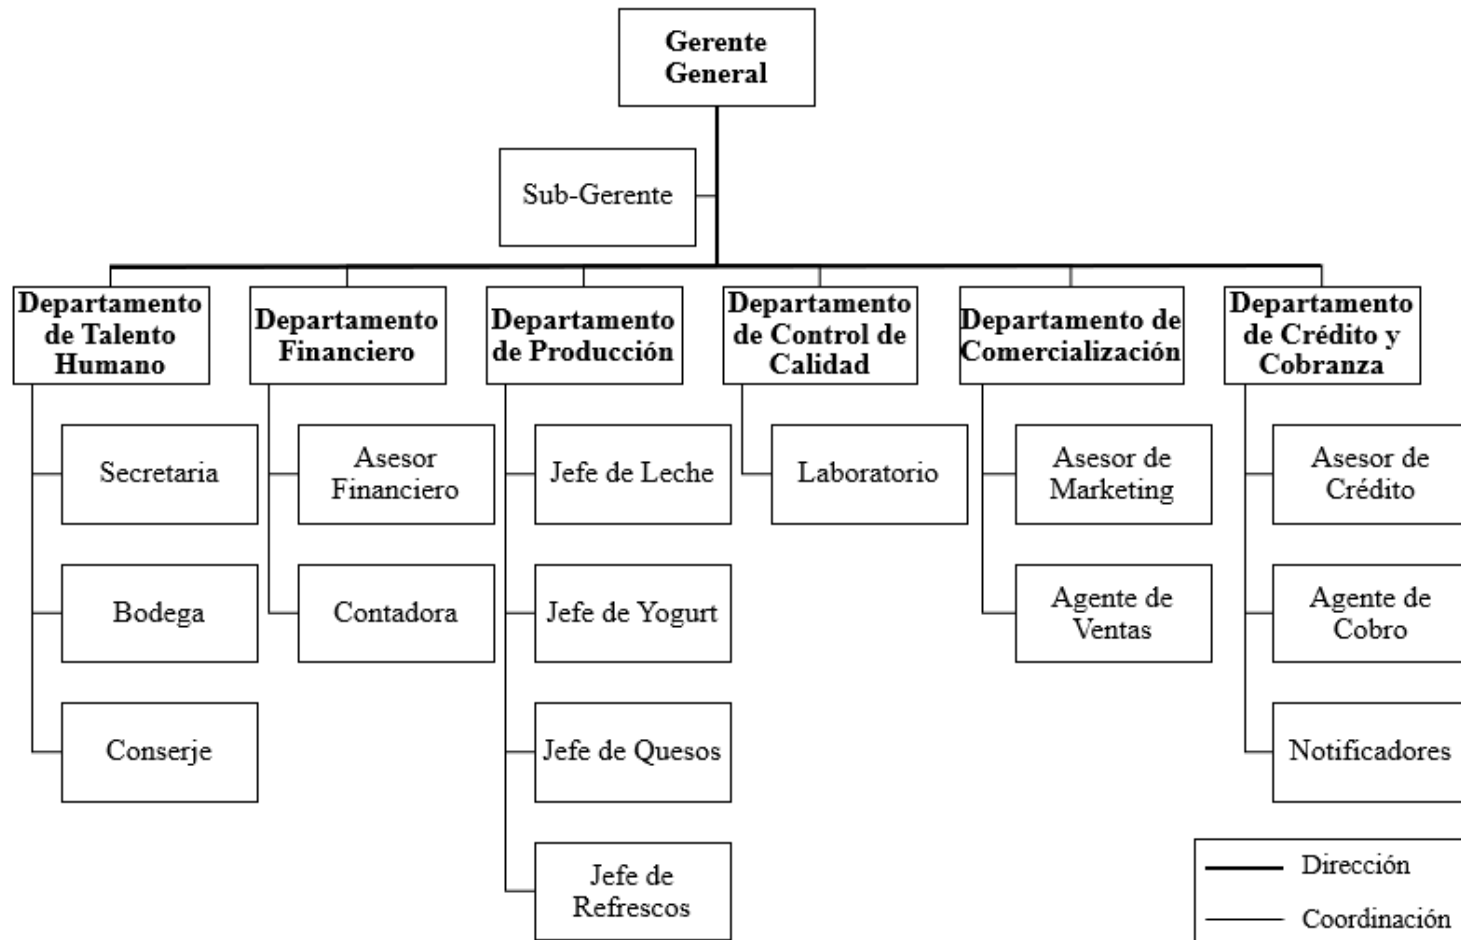 Gerente
General
Sub-Gerente
Departamento
de Talento
Humano
Departamento
Financiero
Departamento
de Producción
Departamento
de Control de
Calidad
Departamento de
Comercialización
Departamento
de Crédito y
Cobranza
Secretaria
Asesor
Financiero
Jefe de Leche
Laboratorio
Asesor de
Marketing
Asesor de
Crédito
Bodega
Contadora
Jefe de Yogurt
Agente de
Ventas
Agente de
Cobro
Conserje
Jefe de Quesos
Notificadores
Jefe de
Refrescos
Dirección
Coordinación